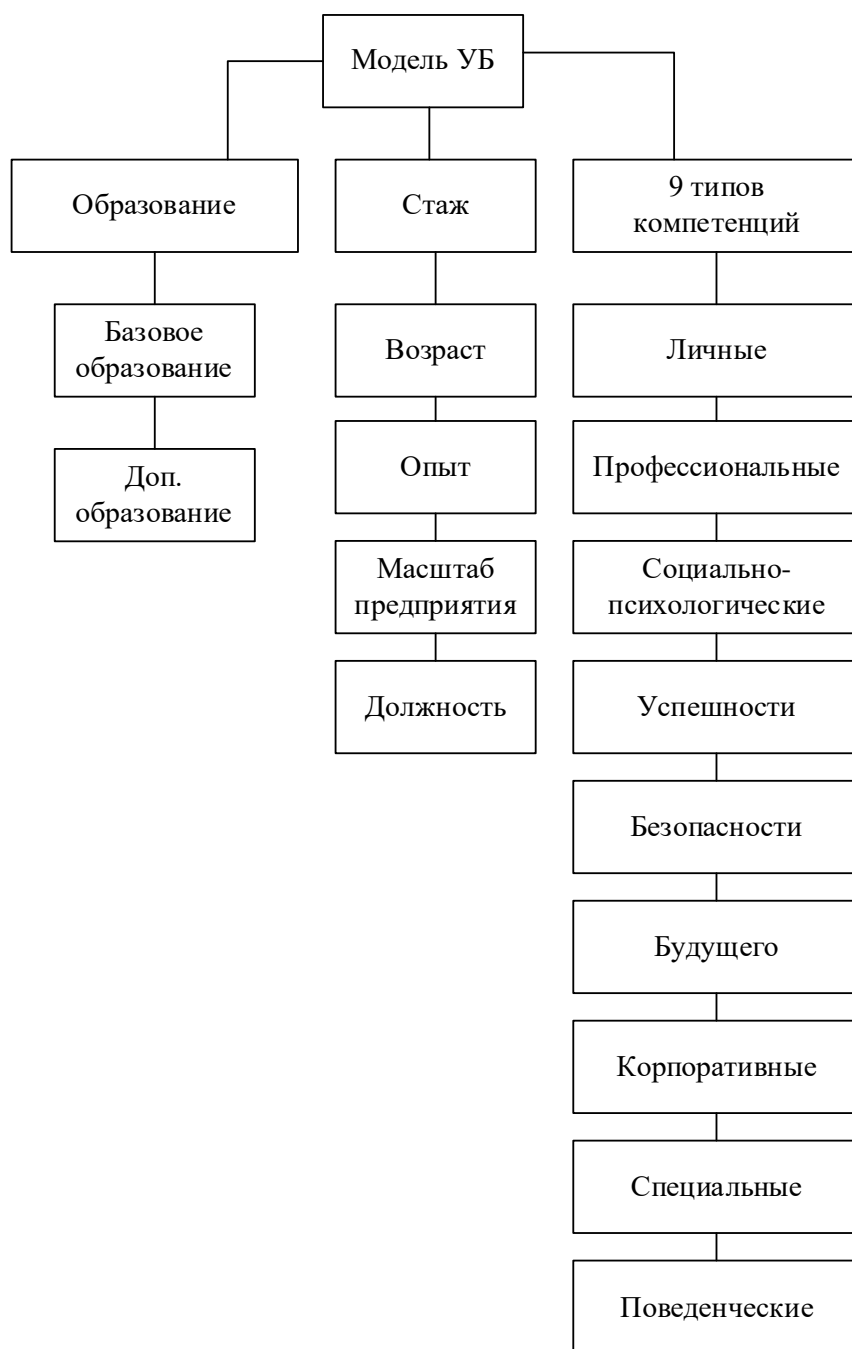 Модель УБ
Образование
Стаж
9 типов
компетенций
Базовое
образование
Возраст
Личные
Доп.
образование
Опыт
Профессиональные
Масштаб
предприятия
Социально-
психологические
Должность
Успешности
Безопасности
Будущего
Корпоративные
Специальные
Поведенческие